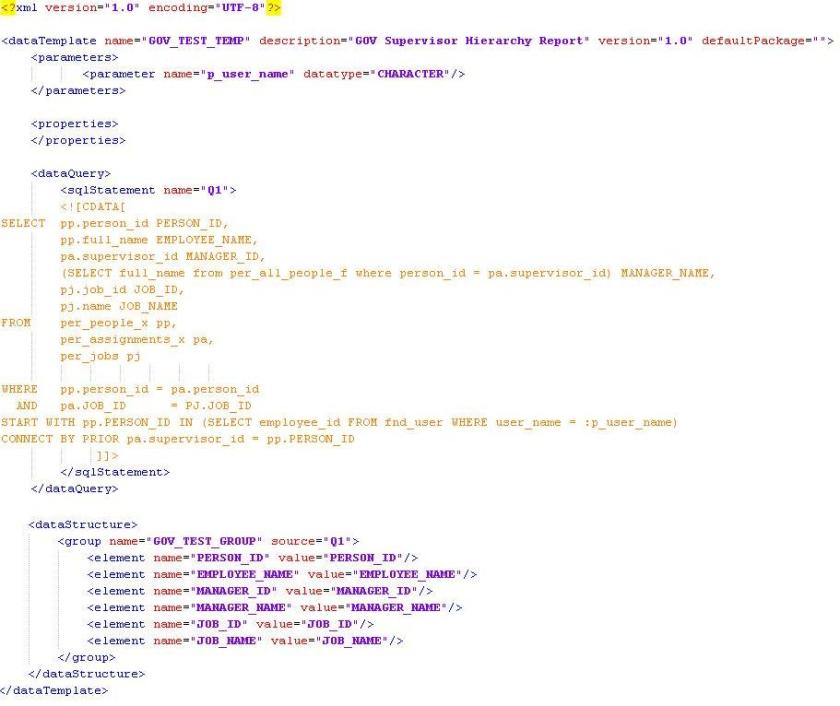 <?xml version="1.0" encoding="UTF-8"?>
<dataTemplate name="GOV_TEST_TEMP" description="GOV Supervisor Hierarchy Report" version="1.0" defaultPackage="">
<parameters>
<parameter name="p_user_name" datatype="CHARACTER"/>
</parameters>
<properties>
</properties>
<dataQuery>
<sqlStatement name="Q1">
<![CDATA[
SELECT pp.person_id PERSON_ID,
pp.full_name EMPLOYEE_NAME,
pa.supervisor_id MANAGER_ID,
(SELECT full_name from per_all_people_f where person_id = pa.supervisor_id) MANAGER_NAME,
pj.job_id JOB_ID,
pj.name JOB_NAME
FROM per_people_x pp,
per_assignments_x pa,
per_jobs pj
WHERE pp.person_id = pa.person_id
AND pa.JOB_ID = PJ.JOB_ID
START WITH pp.PERSON_ID IN (SELECT employee_id FROM fnd_user WHERE user_name = :p_user_name)
CONNECT BY PRIOR pa.supervisor_id = pp.PERSON_ID
]]>
</sqlStatement>
</dataQuery>
<dataStructure>
<group name="GOV_TEST_GROUP" source="Q1">
<element name="PERSON_ID" value="PERSON_ID"/>
<element name="EMPLOYEE_NAME" value="EMPLOYEE_NAME"/>
<element name="MANAGER_ID" value="MANAGER_ID"/>
<element name="MANAGER_NAME" value="MANAGER_NAME"/>
<element name="JOB_ID" value="JOB_ID"/>
<element name="JOB_NAME" value="JOB_NAME"/>
</group>
</dataStructure>
</dataTemplate>